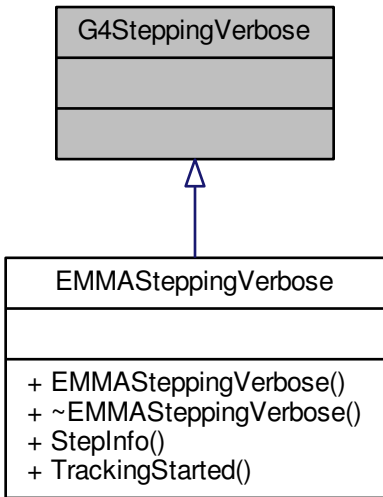 G4SteppingVerbose
EMMASteppingVerbose
+ EMMASteppingVerbose()
+ ~EMMASteppingVerbose()
+ StepInfo()
+ TrackingStarted()